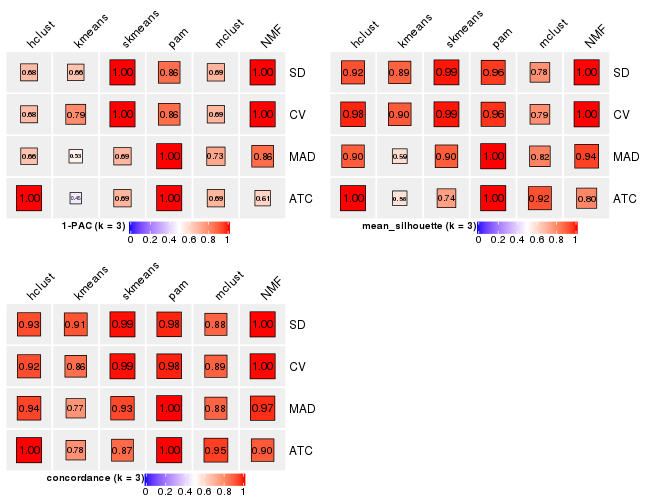 hclust kmeans skmeans pam mclust NMF
0.68 0.66 1.00 0.86 0.69 1.00 SD
0.68 0.79 1.00 0.86 0.69 1.00 CV
0.66 0.53 0.69 1.00 0.73 0.86 MAD
1.00 0.45 0.69 1.00 0.69 0.61 ATC
1-PAC (k = 3)
0 0.2 0.4 0.6 0.8 1
hclust kmeans skmeans pam mclust NMF
0.92 0.89 0.99 0.96 0.78 1.00 SD
0.98 0.90 0.99 0.96 0.79 1.00 CV
0.90 0.59 0.90 1.00 0.82 0.94 MAD
1.00 0.56 0.74 1.00 0.92 0.80 ATC
mean_silhouette (k = 3)
0 0.2 0.4 0.6 0.8 1
hclust kmeans skmeans pam mclust NMF
0.93 0.91 0.99 0.98 0.88 1.00 SD
0.92 0.86 0.99 0.98 0.89 1.00 CV
0.94 0.77 0.93 1.00 0.88 0.97 MAD
1.00 0.78 0.87 1.00 0.95 0.90 ATC
concordance (k = 3)
0 0.2 0.4 0.6 0.8 1